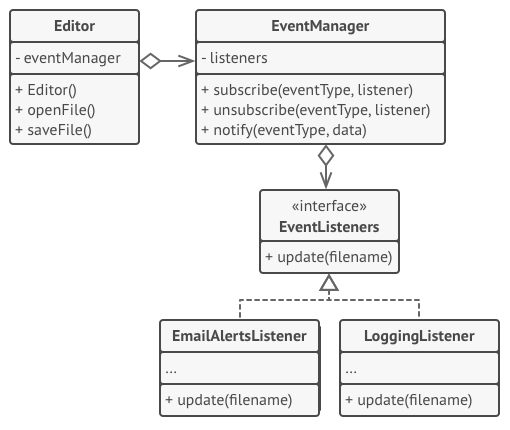 Editor
- eventManager
+ Editor()
+ openFile()
+ saveFile()
EventManager
- listeners
+ subscribe(eventType, listener)
+ unsubscribe(eventType, listener)
+ notify(eventType, data)
«interface»
EventListeners
+ update(filename)
EmailAlertsListener
...
+ update(filename)
LoggingListener
...
+ update(filename)